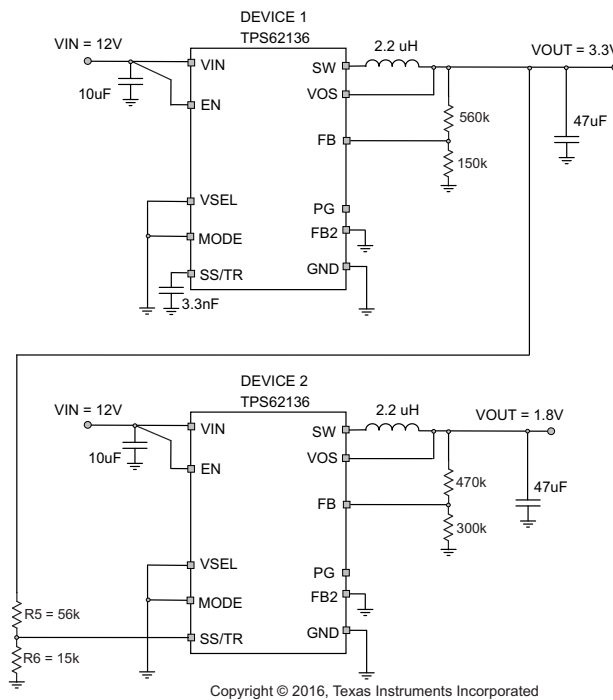 DEVICE 1
TPS62136
VIN = 12V
10uF
VIN
EN
VSEL
MODE
SS/TR
3.3nF
SW
VOS
FB
PG
FB2
GND
2.2 uH
VOUT = 3.3V
560k
150k
47uF
DEVICE 2
TPS62136
VIN = 12V
10uF
VIN
EN
VSEL
MODE
SS/TR
SW
VOS
FB
PG
FB2
GND
2.2 uH
VOUT = 1.8V
470k
300k
47uF
R5 = 56k
R6 = 15k
Copyright © 2016, Texas Instruments Incorporated